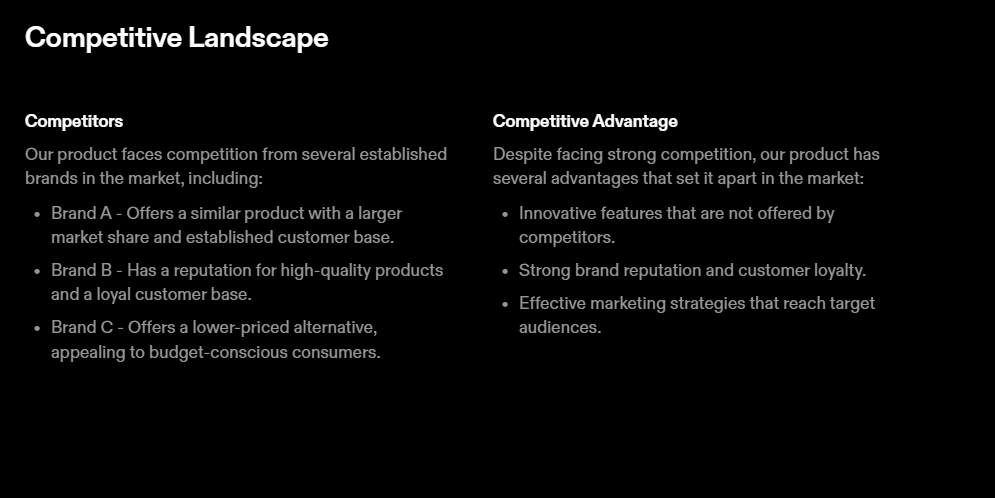 Competitive Landscape
Competitors
Our product faces competition from several established
brands in the market, including:
• Brand A - Offers a similar product with a larger
market share and established customer base.
• Brand B - Has a reputation for high-quality products
and a loyal customer base.
• Brand C - Offers a lower-priced alternative,
appealing to budget-conscious consumers.
Competitive Advantage
Despite facing strong competition, our product has
several advantages that set it apart in the market:
• Innovative features that are not offered by
competitors.
• Strong brand reputation and customer loyalty.
• Effective marketing strategies that reach target
audiences.